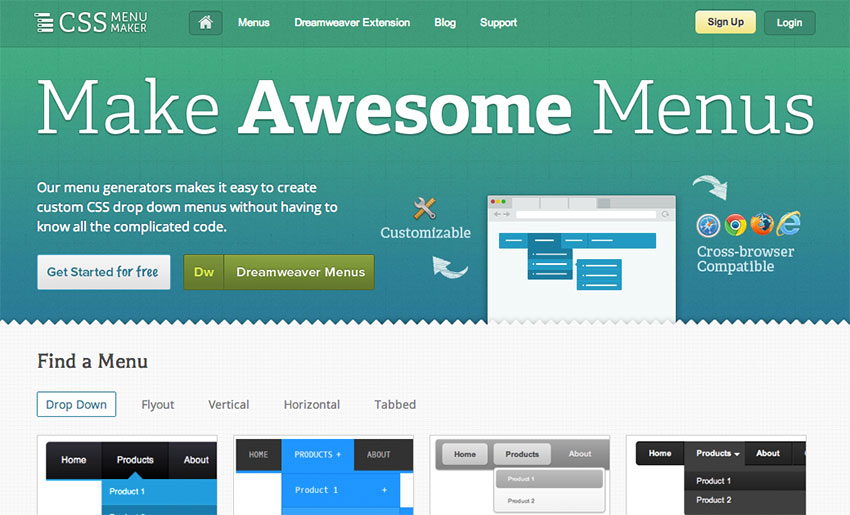 CSS MENU MAKER
Menus
Dreamweaver Extension
Blog
Support
Sign Up
Login
Make Awesome Menus
Our menu generators makes it easy to create
custom CSS drop down menus without having to
know all the complicated code.
Customizable
Cross-browser
Compatible
Get Started for free
Dw Dreamweaver Menus
Find a Menu
Drop Down
Flyout
Vertical
Horizontal
Tabbed
Home Products About
Product 1
HOME PRODUCTS + ABOUT
Product 1 +
Home Products About
Product 1
Product 2
Home Products About
Product 1
Product 2